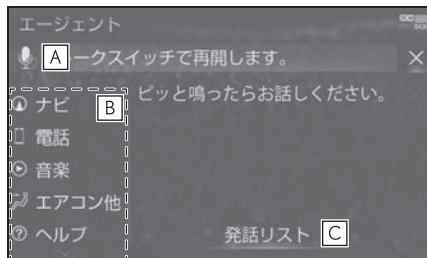 エージェント
A ークスイッチで再開します。
B
ピッと鳴ったらお話しください。
ナビ
電話
音楽
エアコン他
ヘルプ
発話リスト C